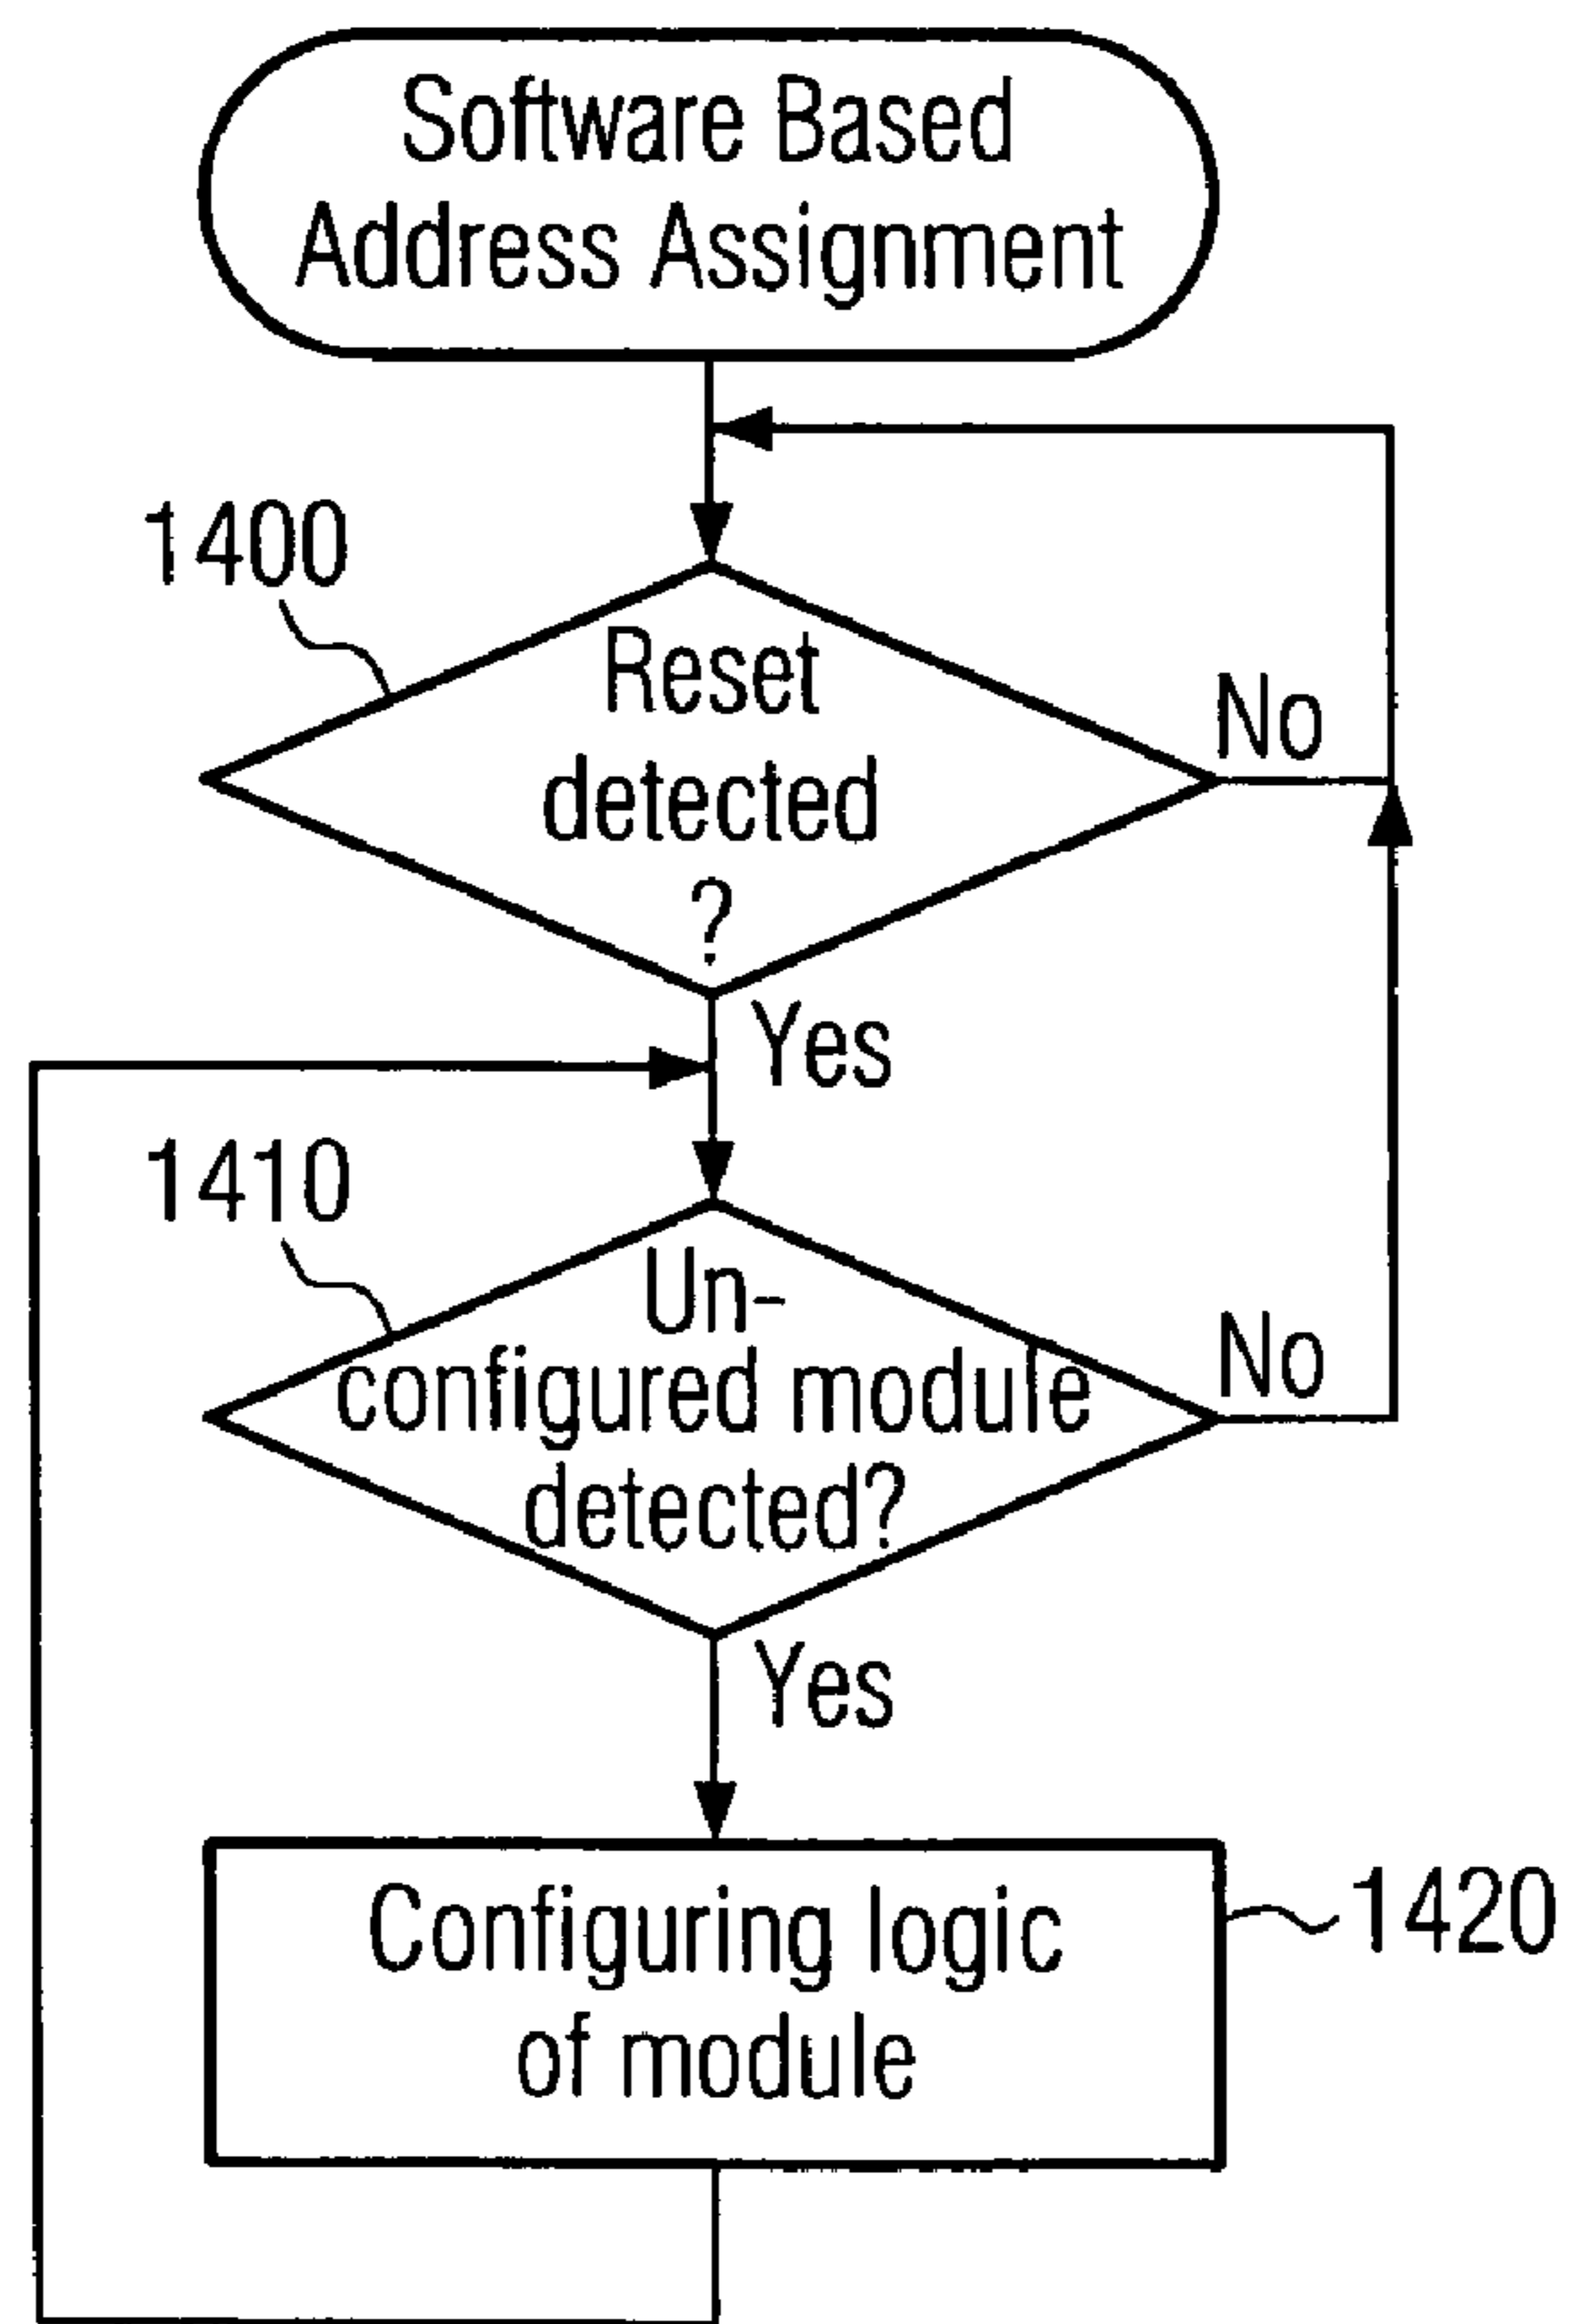 Software Based
Address Assignment
1400
Reset
detected
?
No
Yes
1410
Un-
configured module
detected?
No
Yes
Configuring logic
of module
1420